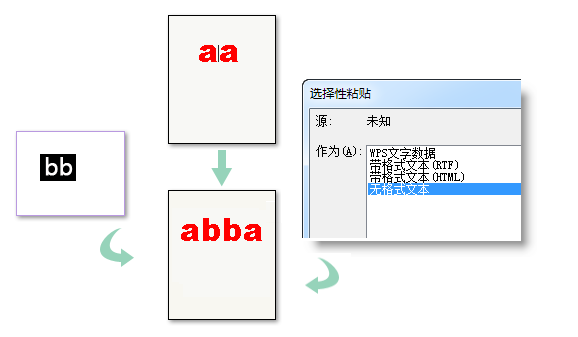 aa
bb
abba
选择性粘贴
源: 未知
作为(A):
WPS文字数据
带格式文本(RTF)
带格式文本(HTML)
无格式文本